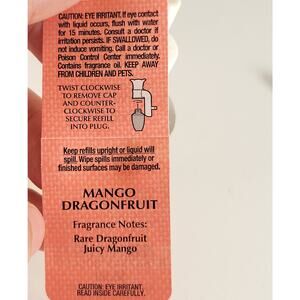 CAUTION: EYE IRRITANT. If eye contact
with liquid occurs, flush with water
for 15 minutes. Consult a doctor if
irritation persists. IF SWALLOWED, do
not induce vomiting. Call a doctor or
Poison Control Center immediately.
Contains fragrance oil. KEEP AWAY
FROM CHILDREN AND PETS.
TWIST CLOCKWISE
TO REMOVE CAP
AND COUNTER-
CLOCKWISE TO
SECURE REFILL
INTO PLUG.
Keep refills upright or liquid will
spill. Wipe spills immediately or
finished surfaces may be damaged.
MANGO
DRAGONFRUIT
Fragrance Notes:
Rare Dragonfruit
Juicy Mango
CAUTION: EYE IRRITANT.
READ INSIDE CAREFULLY.